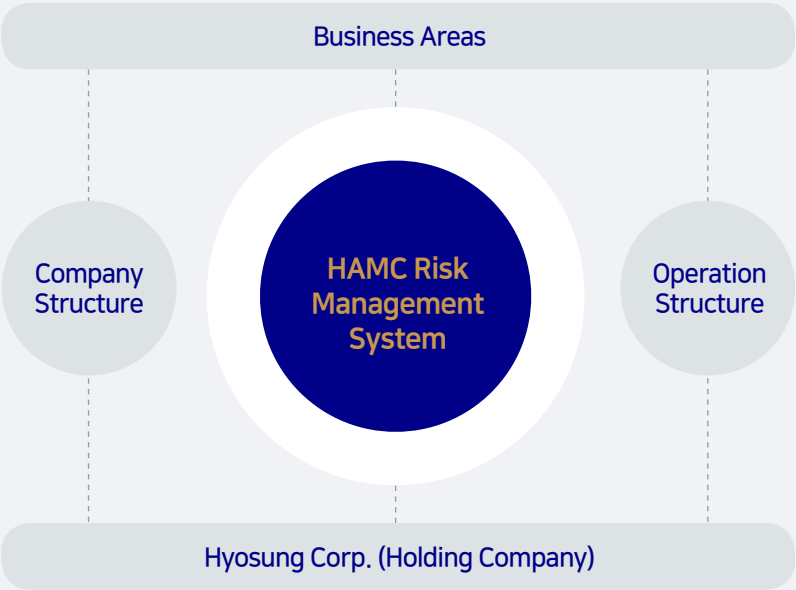 Business Areas
Company
Structure
HAMC Risk
Management
System
Operation
Structure
Hyosung Corp. (Holding Company)